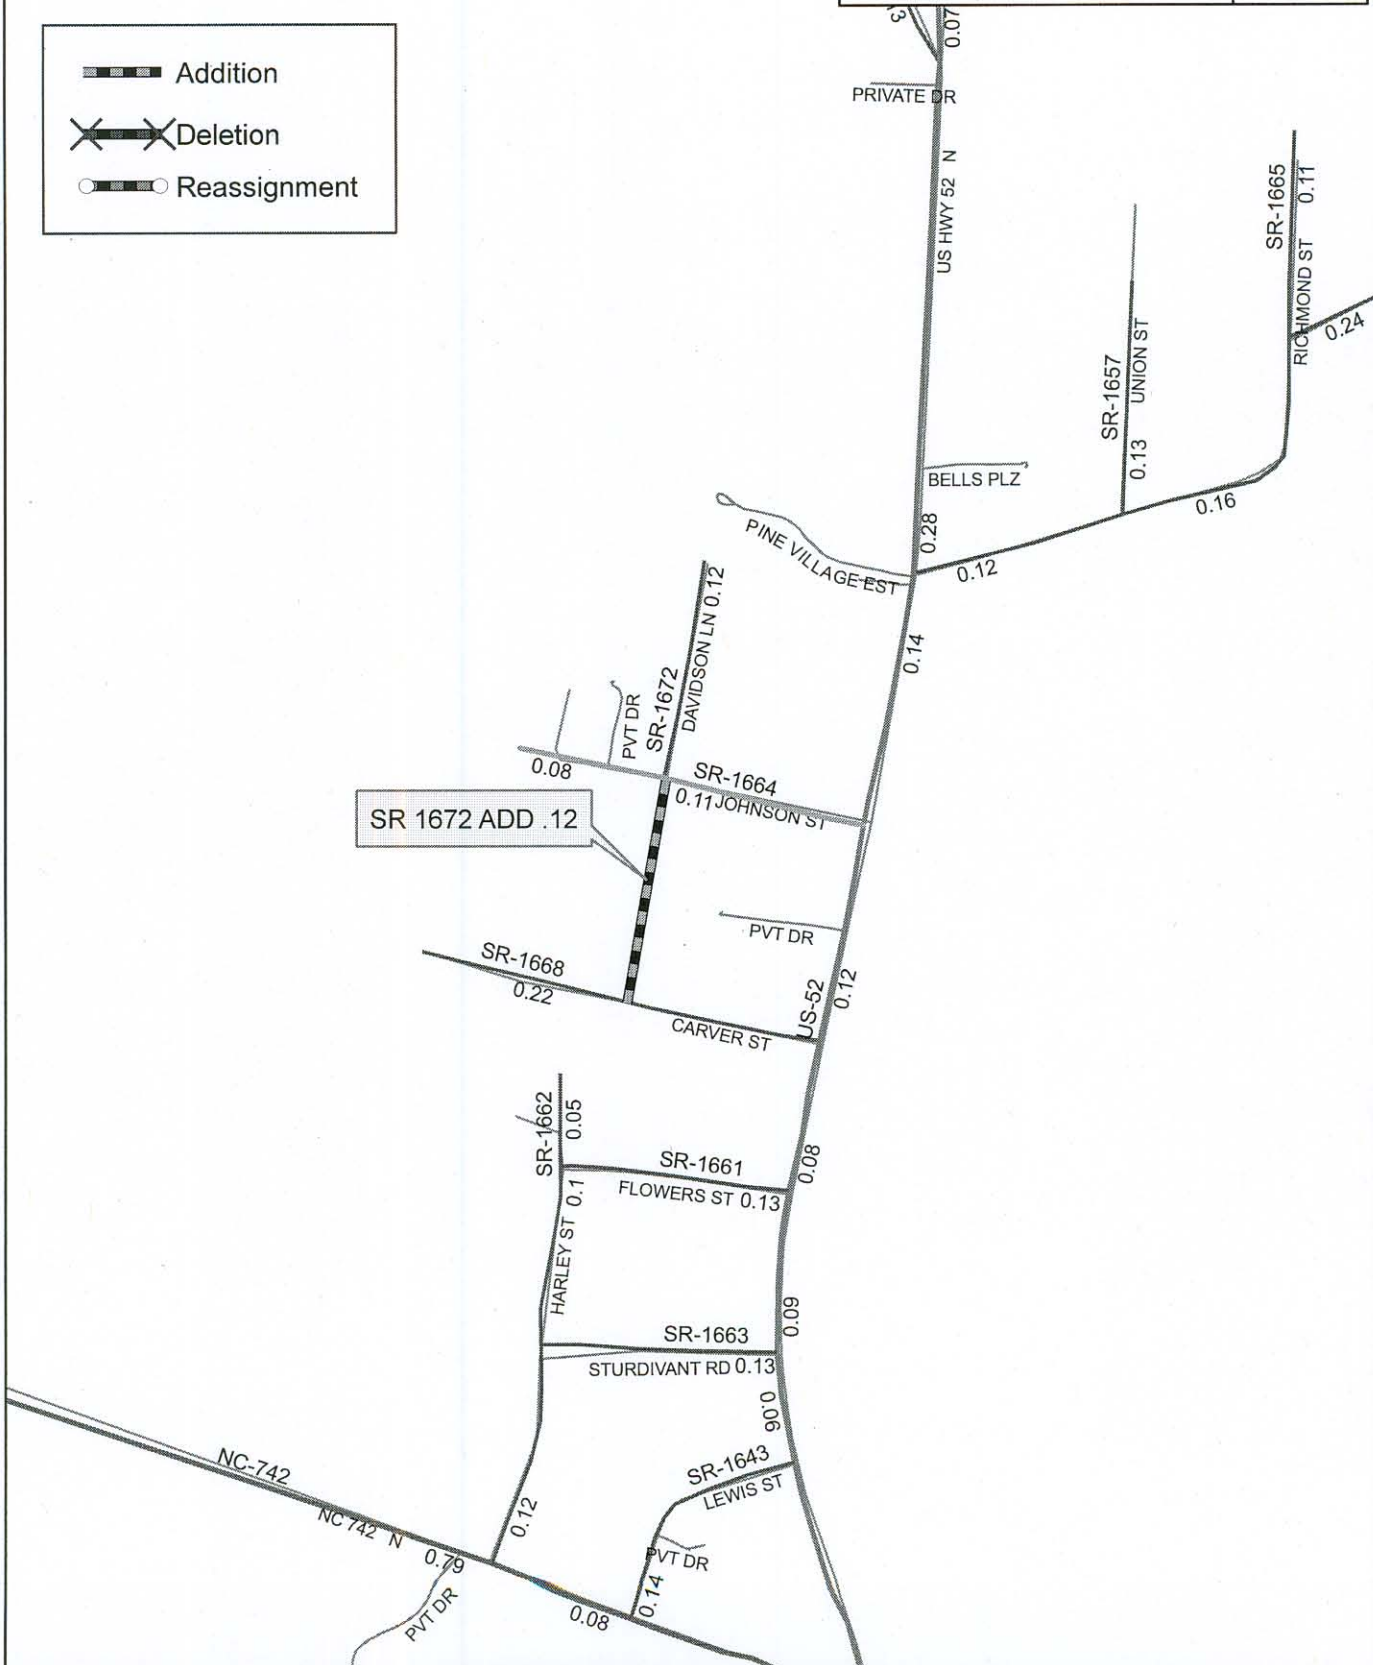 Addition
Deletion
Reassignment
0.07
PRIVATE DR
US HWY 52 N
SR-1665
0.11
RICHMOND ST
0.24
SR-1657
UNION ST
0.13
BELLS PLZ
0.28
0.16
PINE VILLAGE EST
0.12
DAVIDSON LN 0.12
0.14
SR-1672
PVT DR
0.08
SR-1664
0.11 JOHNSON ST
SR 1672 ADD .12
PVT DR
SR-1668
0.22
US-52
0.12
CARVER ST
SR-1662
0.05
SR-1661
0.08
FLOWERS ST 0.13
0.1
HARLEY ST
0.09
SR-1663
STURDIVANT RD 0.13
0.06
SR-1643
LEWIS ST
NC-742
NC 742 N
0.12
0.79
PVT DR
0.14
0.08
PVT DR